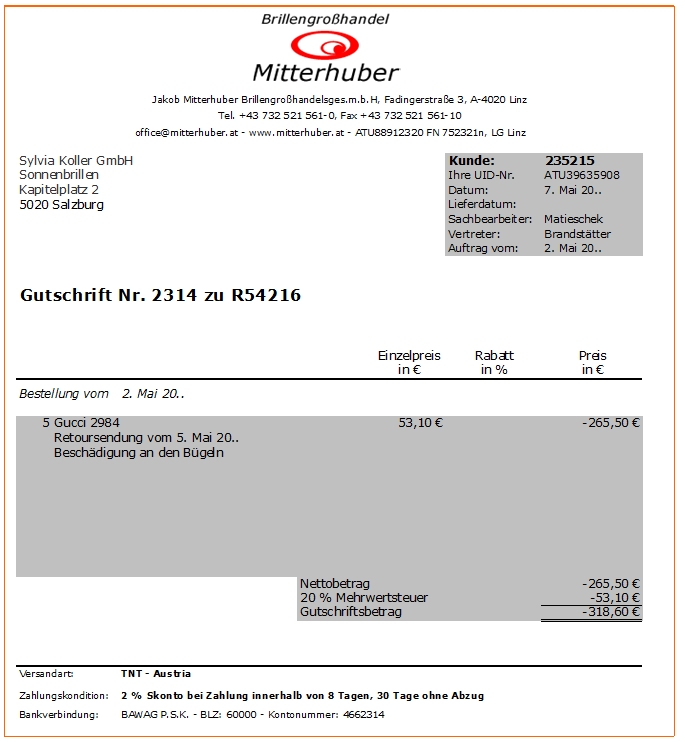 Brillengroßhandel
Mitterhuber
Jakob Mitterhuber Brillengroßhandelsges.m.b.H, Fadingerstraße 3, A-4020 Linz
Tel. +43 732 521 561-0, Fax +43 732 521 561-10
office@mitterhuber.at - www.mitterhuber.at - ATU88912320 FN 752321n, LG Linz
Sylvia Koller GmbH
Sonnenbrillen
Kapitelplatz 2
5020 Salzburg
Kunde: 235215
Ihre UID-Nr. ATU39635908
Datum: 7. Mai 20..
Lieferdatum:
Sachbearbeiter: Matieschek
Vertreter: Brandstätter
Auftrag vom: 2. Mai 20..
Gutschrift Nr. 2314 zu R54216
Einzelpreis Rabatt Preis
in € in % in €
Bestellung vom 2. Mai 20..
5 Gucci 2984 53,10 € -265,50 €
Retoursendung vom 5. Mai 20..
Beschädigung an den Bügeln
Nettobetrag -265,50 €
20 % Mehrwertsteuer -53,10 €
Gutschriftsbetrag -318,60 €
Versandart: TNT - Austria
Zahlungskondition: 2 % Skonto bei Zahlung innerhalb von 8 Tagen, 30 Tage ohne Abzug
Bankverbindung: BAWAG P.S.K. - BLZ: 60000 - Kontonummer: 4662314